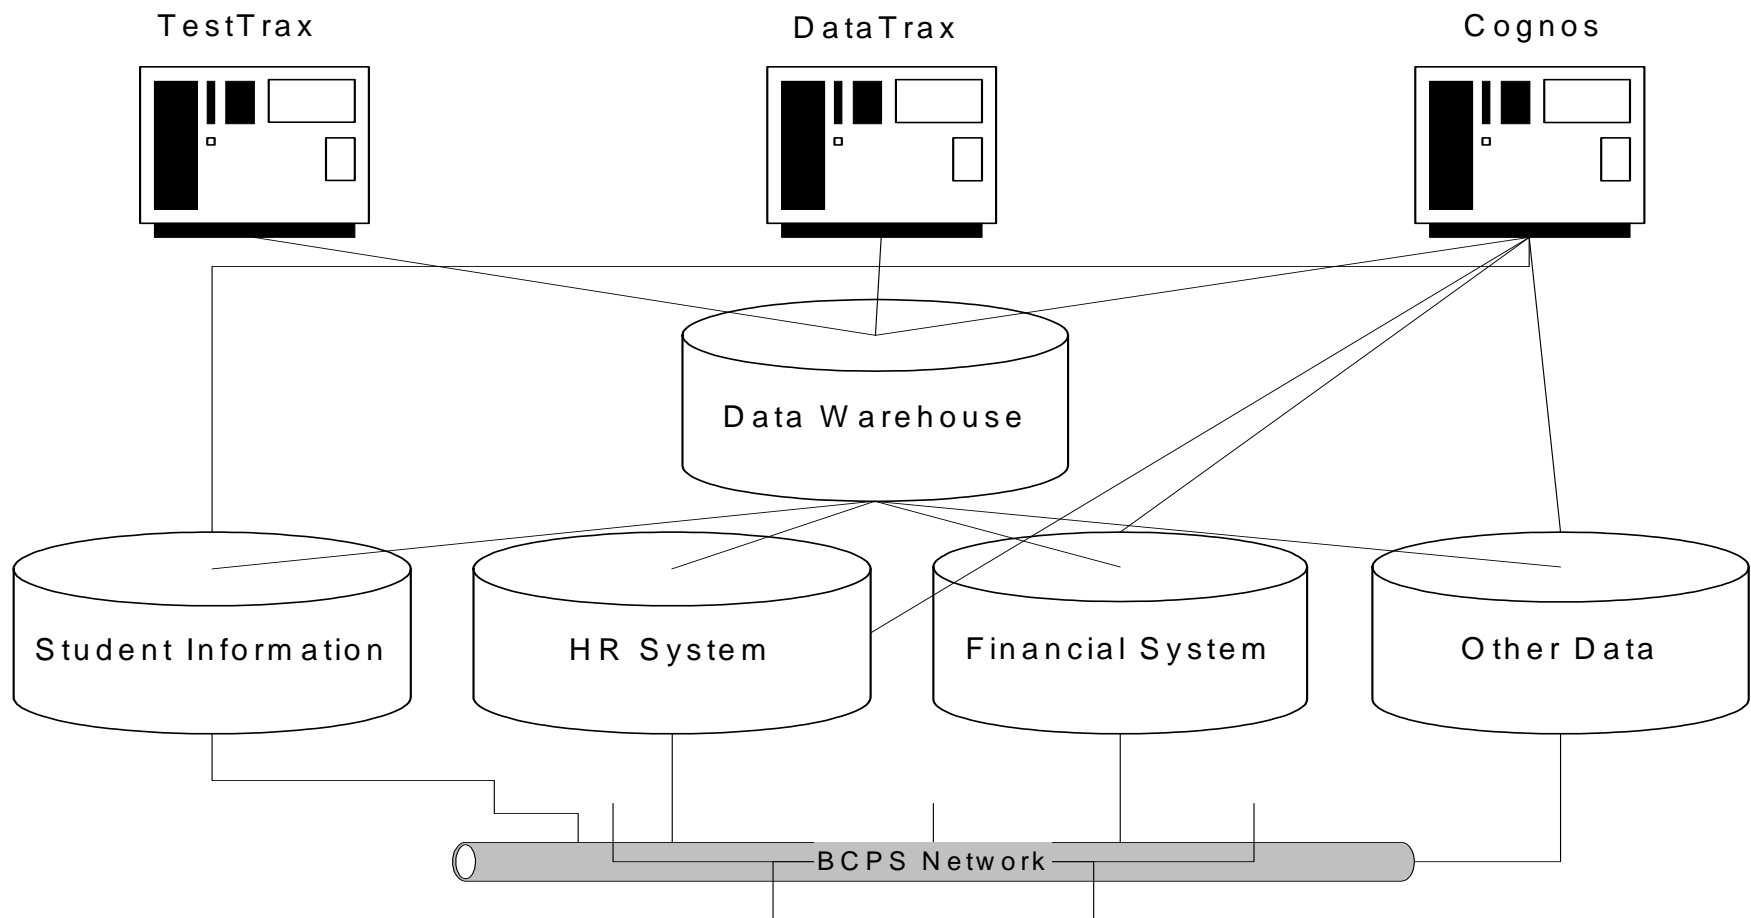 TestTrax
DataTrax
Cognos
Data Warehouse
Student Information
HR System
Financial System
Other Data
BCPS Network